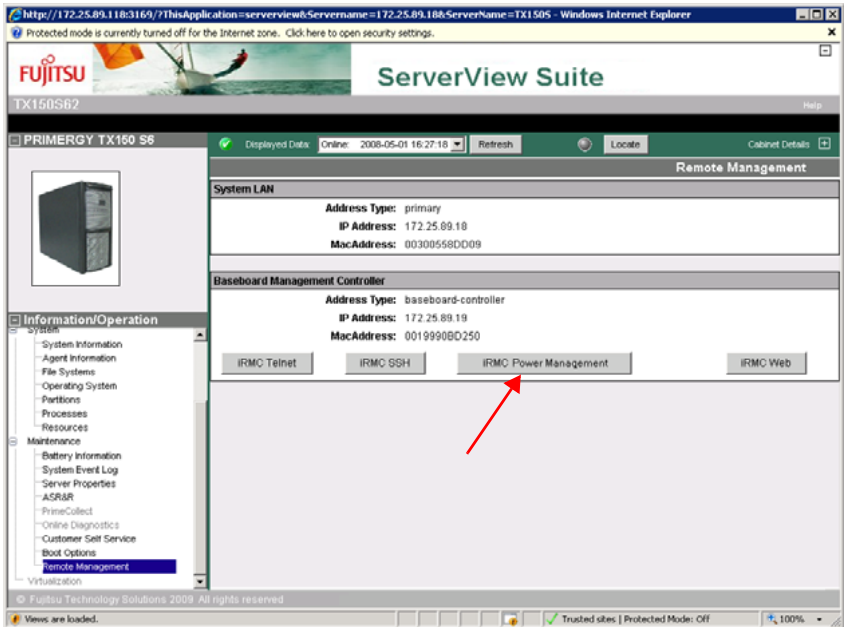 http://172.25.89.118:3169/?ThisApplication=serverview&Servername=172.25.89.18&ServerName=TX150S - Windows Internet Explorer
Protected mode is currently turned off for the Internet zone. Click here to open security settings.
FUJITSU
ServerView Suite
TX150S62
Help
PRIMERGY TX150 S6
Displayed Data: Online: 2008-05-01 16:27:18 Refresh Locate Cabinet Details
Remote Management
System LAN
Address Type: primary
IP Address: 172.25.89.18
MacAddress: 00300558DD09
Baseboard Management Controller
Address Type: baseboard-controller
IP Address: 172.25.89.19
MacAddress: 0019990BD250
iRMC Telnet iRMC SSH iRMC Power Management iRMC Web
Information/Operation
System
System Information
Agent Information
File Systems
Operating System
Partitions
Processes
Resources
Maintenance
Battery Information
System Event Log
Server Properties
ASR&R
PrimeCollect
Online Diagnostics
Customer Self Service
Boot Options
Remote Management
Virtualization
© Fujitsu Technology Solutions 2009 All rights reserved
Views are loaded.
Trusted sites | Protected Mode: Off
100%